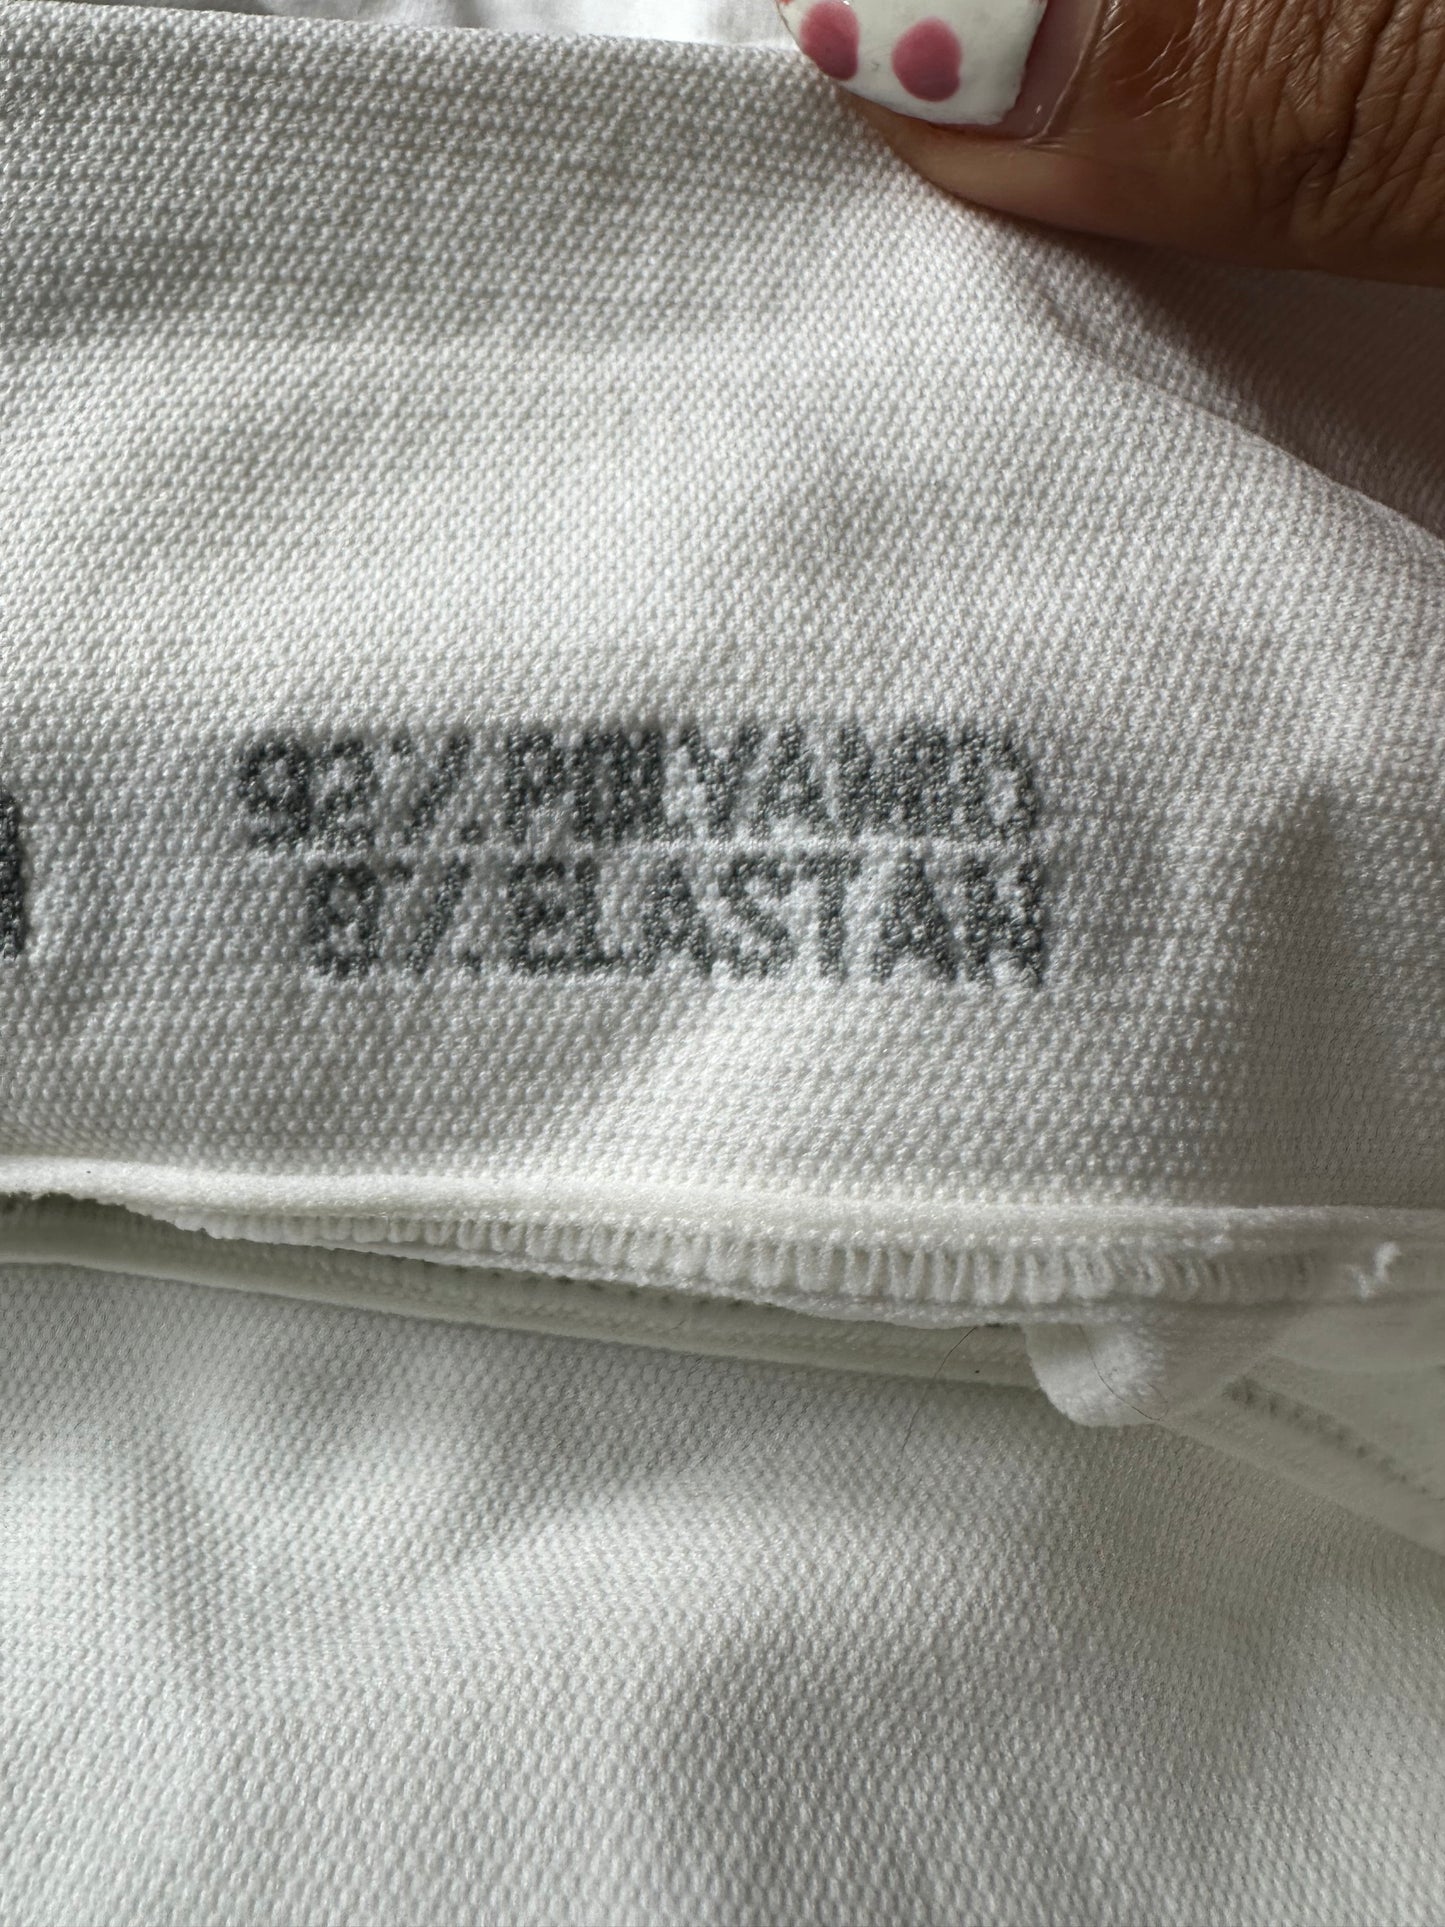 92% POLYAMID
8% ELASTAN